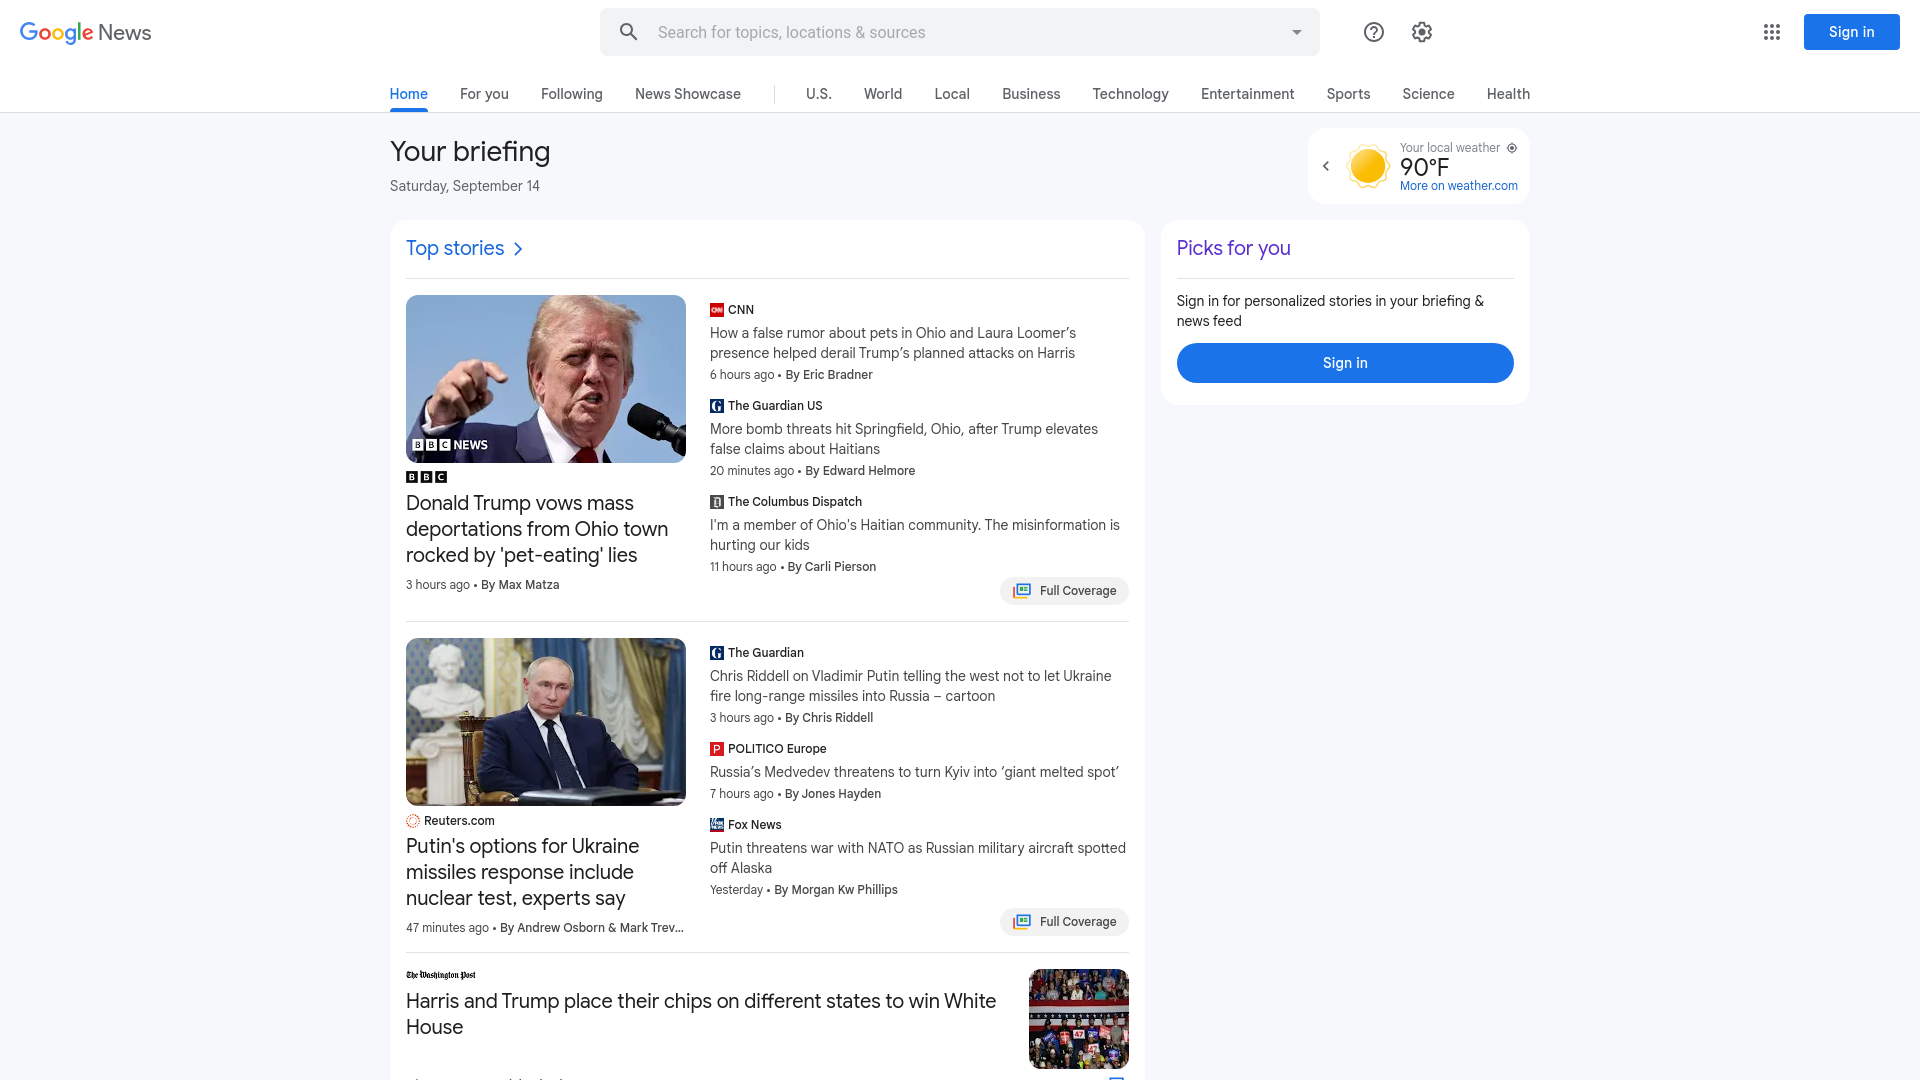 Google News
Search for topics, locations & sources
Sign in
Home
For you
Following
News Showcase
U.S.
World
Local
Business
Technology
Entertainment
Sports
Science
Health
Your briefing
Saturday, September 14
Your local weather
90°F
More on weather.com
Top stories
BBC NEWS
BBC
Donald Trump vows mass
deportations from Ohio town
rocked by 'pet-eating' lies
3 hours ago • By Max Matza
CNN
How a false rumor about pets in Ohio and Laura Loomer’s
presence helped derail Trump’s planned attacks on Harris
6 hours ago • By Eric Bradner
The Guardian US
More bomb threats hit Springfield, Ohio, after Trump elevates
false claims about Haitians
20 minutes ago • By Edward Helmore
The Columbus Dispatch
I'm a member of Ohio's Haitian community. The misinformation is
hurting our kids
11 hours ago • By Carli Pierson
Full Coverage
Reuters.com
Putin's options for Ukraine
missiles response include
nuclear test, experts say
47 minutes ago • By Andrew Osborn & Mark Trev...
The Guardian
Chris Riddell on Vladimir Putin telling the west not to let Ukraine
fire long-range missiles into Russia – cartoon
3 hours ago • By Chris Riddell
POLITICO Europe
Russia’s Medvedev threatens to turn Kyiv into ‘giant melted spot’
7 hours ago • By Jones Hayden
Fox News
Putin threatens war with NATO as Russian military aircraft spotted
off Alaska
Yesterday • By Morgan Kw Phillips
Full Coverage
The Washington Post
Harris and Trump place their chips on different states to win White
House
47
Picks for you
Sign in for personalized stories in your briefing &
news feed
Sign in